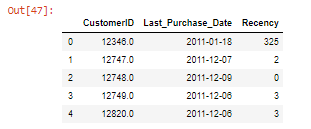 Out[47]:
CustomerID Last_Purchase_Date Recency
0 12346.0 2011-01-18 325
1 12747.0 2011-12-07 2
2 12748.0 2011-12-09 0
3 12749.0 2011-12-06 3
4 12820.0 2011-12-06 3